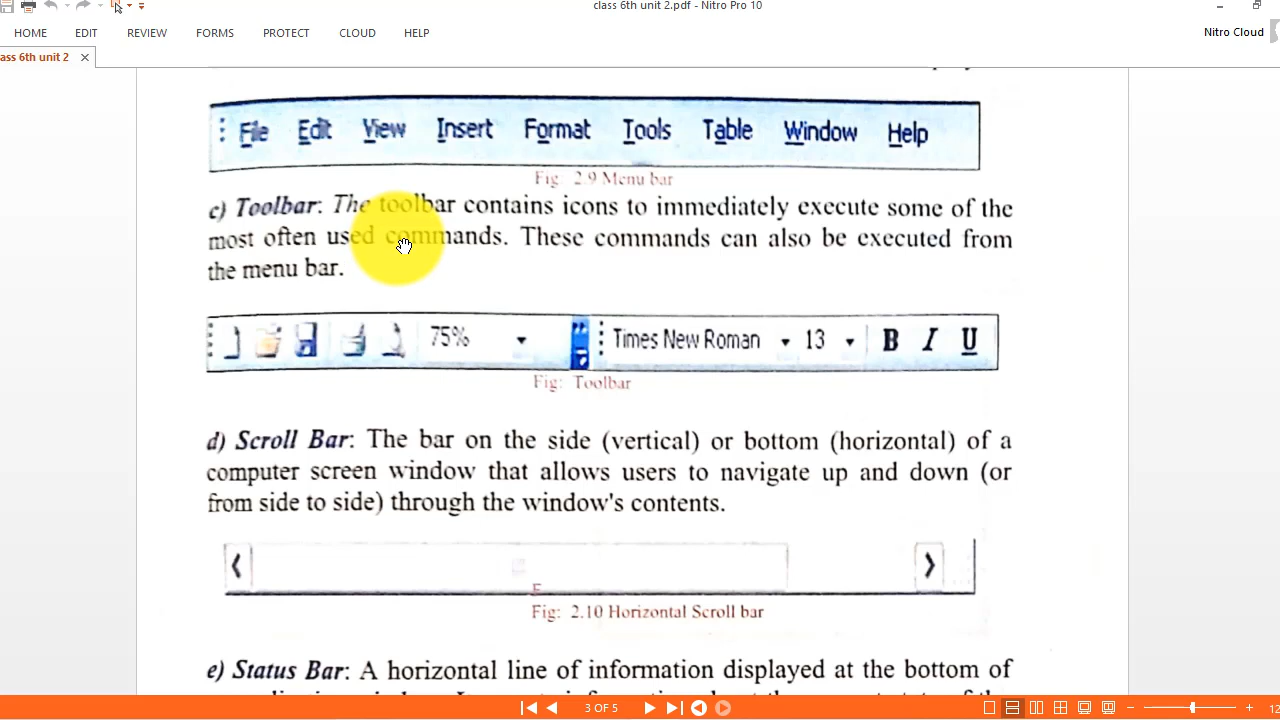 class 6th unit 2.pdf - Nitro Pro 10
HOME EDIT REVIEW FORMS PROTECT CLOUD HELP
Nitro Cloud
ass 6th unit 2
File Edit View Insert Format Tools Table Window Help
Fig: 2.9 Menu bar
c) Toolbar: The toolbar contains icons to immediately execute some of the
most often used commands. These commands can also be executed from
the menu bar.
75% Times New Roman 13 B I U
Fig: Toolbar
d) Scroll Bar: The bar on the side (vertical) or bottom (horizontal) of a
computer screen window that allows users to navigate up and down (or
from side to side) through the window's contents.
Fig: 2.10 Horizontal Scroll bar
e) Status Bar: A horizontal line of information displayed at the bottom of
3 OF 5